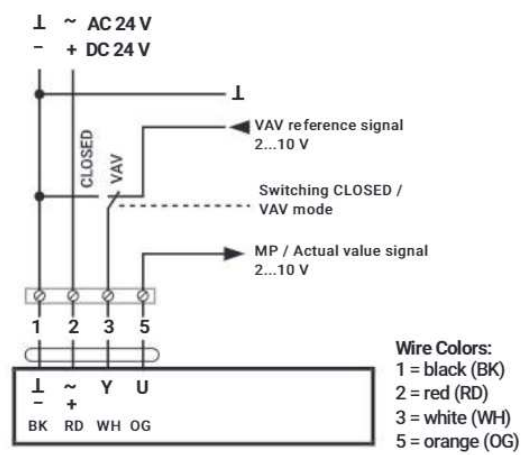 ⊥ ~ AC 24 V
– + DC 24 V
⊥
VAV reference signal
2...10 V
CLOSED
VAV
Switching CLOSED /
VAV mode
MP / Actual value signal
2...10 V
1 2 3 5
⊥ ~ Y U
– +
BK RD WH OG
Wire Colors:
1 = black (BK)
2 = red (RD)
3 = white (WH)
5 = orange (OG)